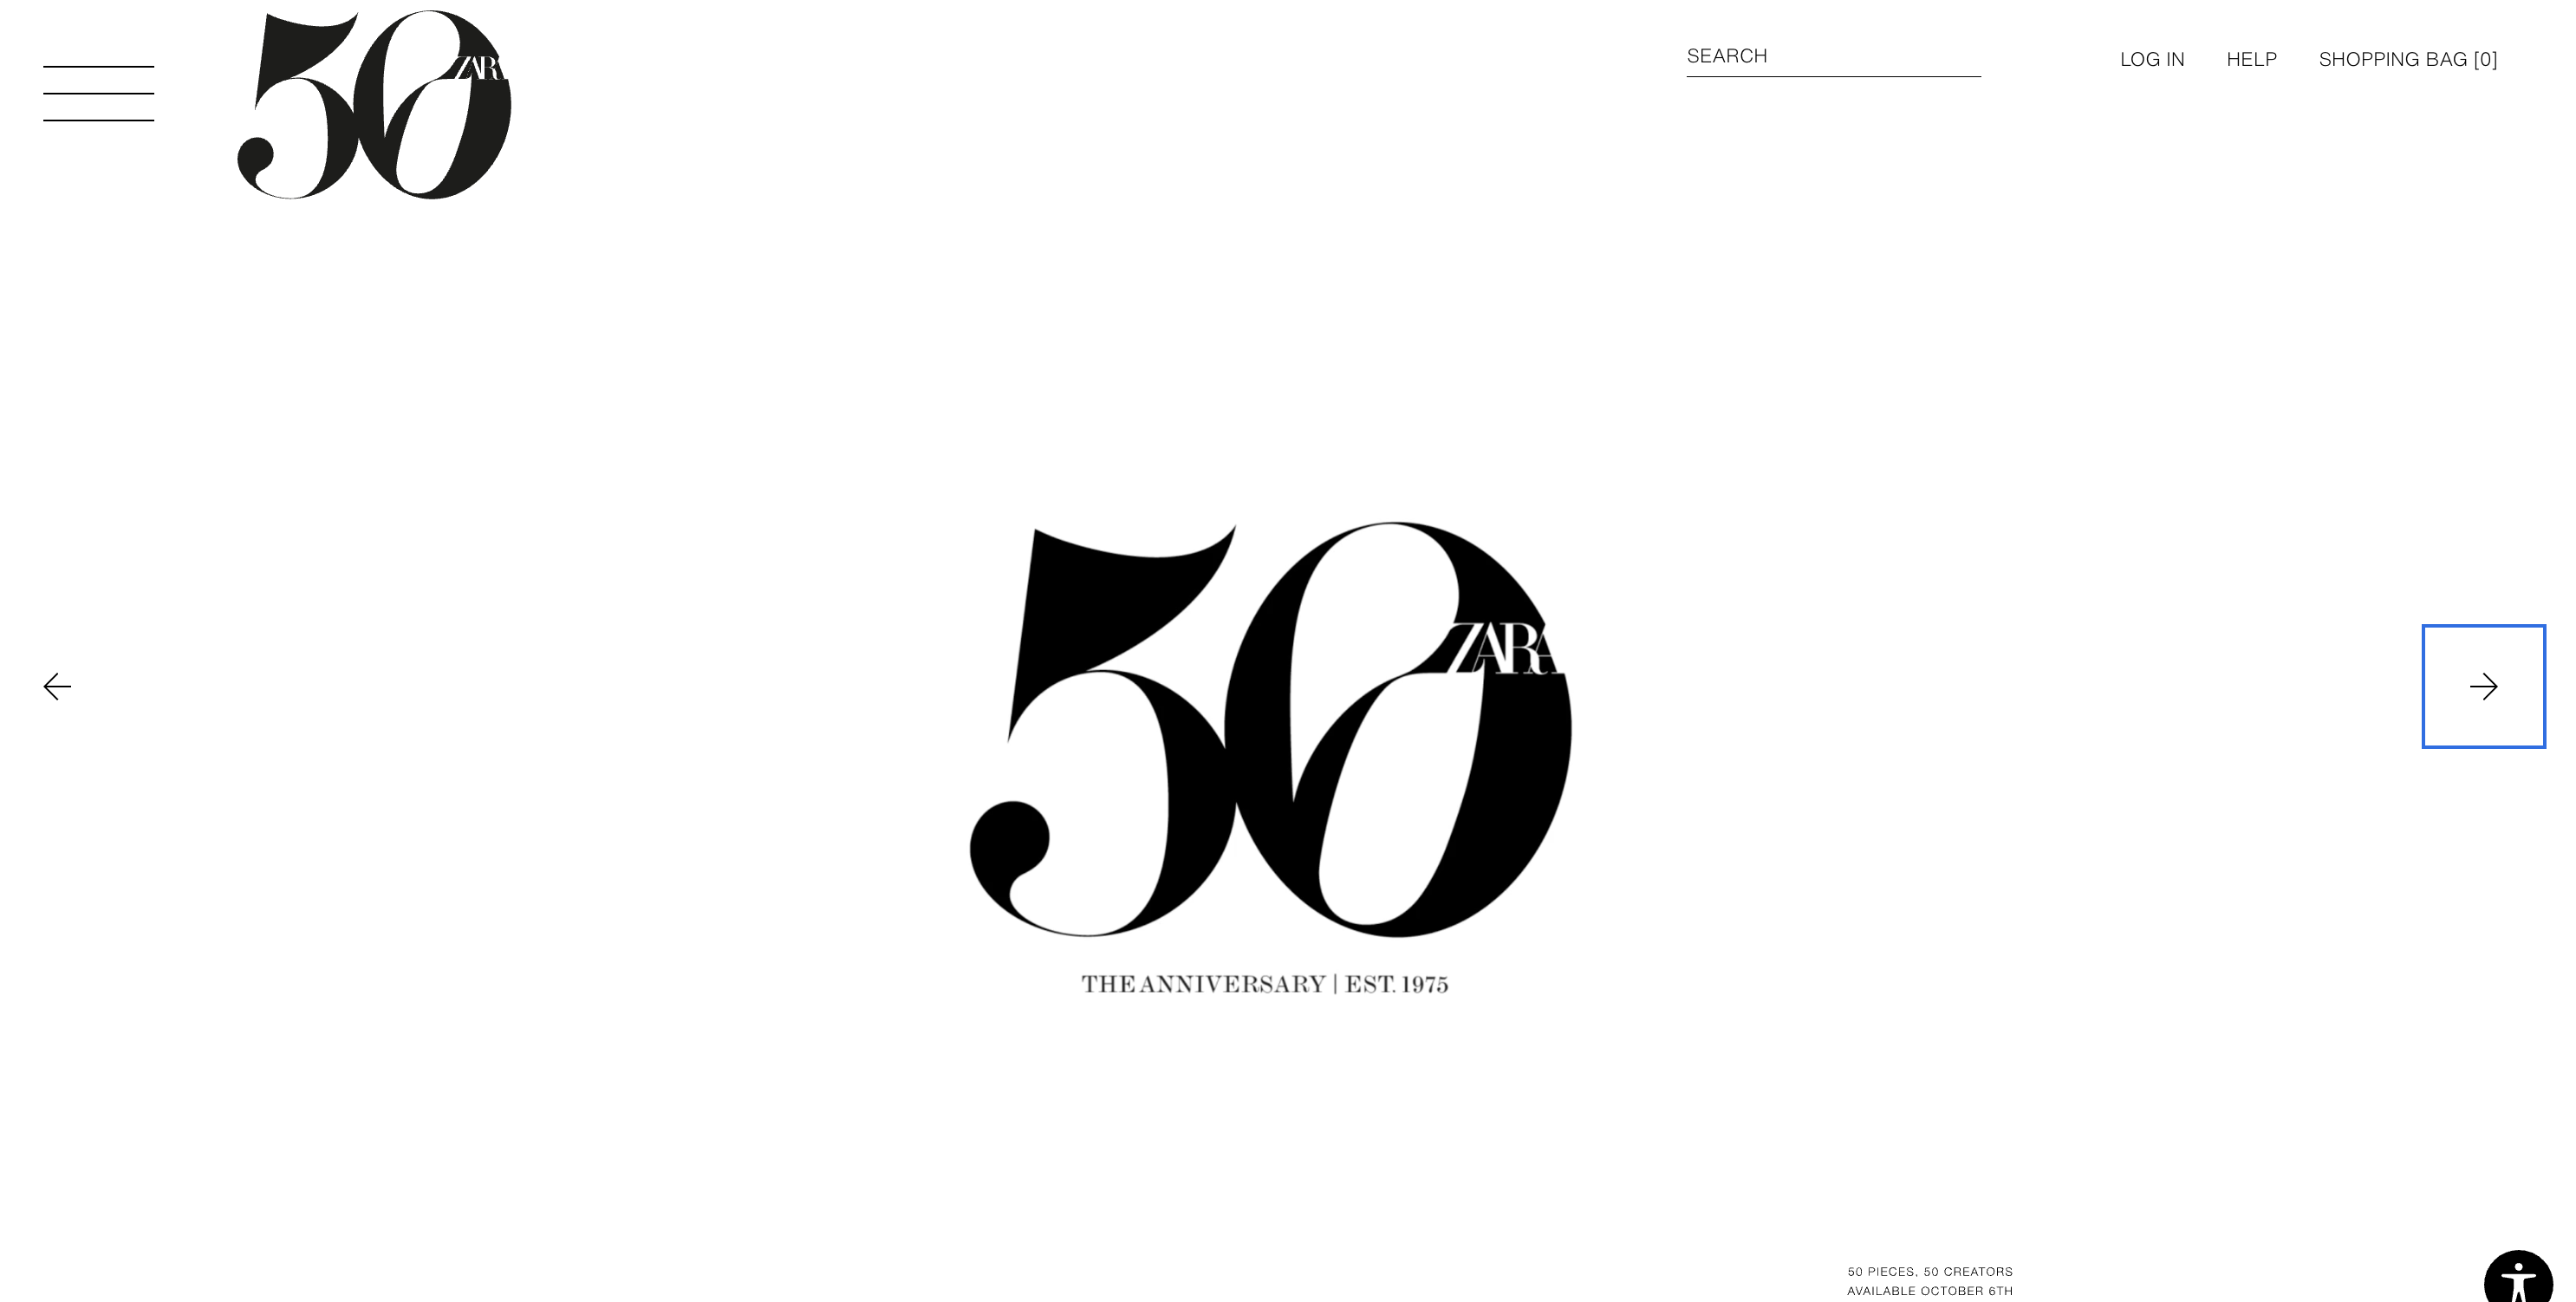 50
ZARA
SEARCH
LOG IN
HELP
SHOPPING BAG [0]
50
ZARA
THE ANNIVERSARY | EST. 1975
50 PIECES, 50 CREATORS
AVAILABLE OCTOBER 6TH